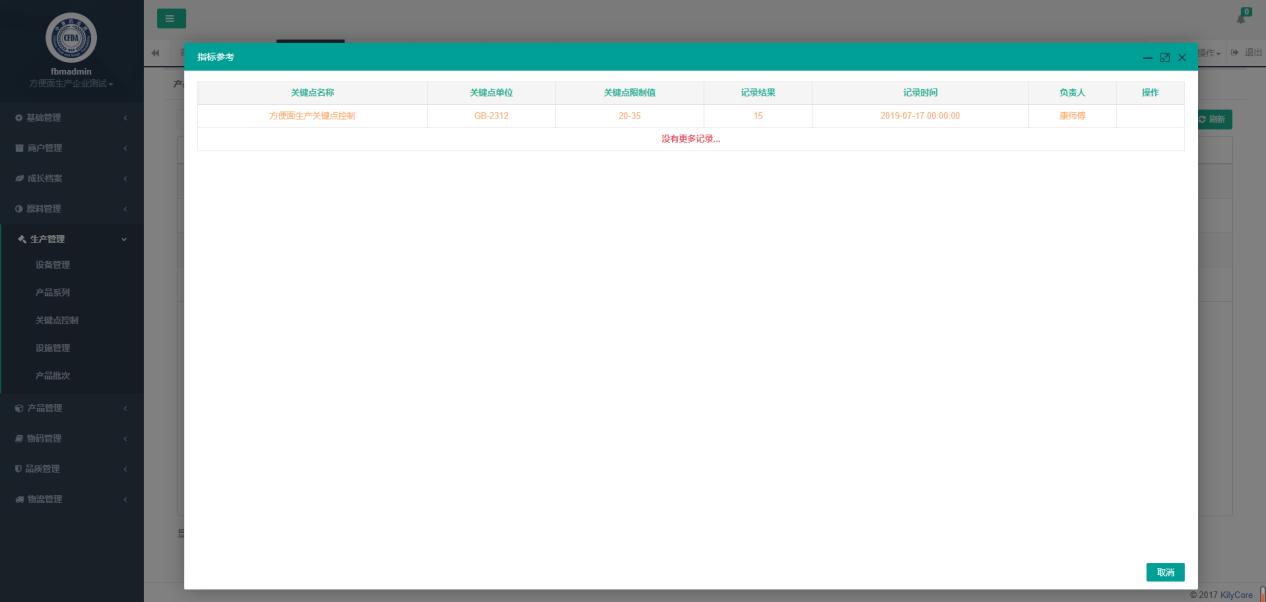 CFDA
fbmadmin
方便面生产企业测试
基础管理
商户管理
成长档案
原料管理
生产管理
设备管理
产品系列
关键点控制
设施管理
产品批次
产品管理
物码管理
品质管理
物流管理
0
操作
退出
刷新
指标参考
关键点名称 关键点单位 关键点限制值 记录结果 记录时间 负责人 操作
方便面生产关键点控制 GB-2312 20-35 15 2019-07-17 00:00:00 康师傅
没有更多记录...
取消
© 2017 KilyCore